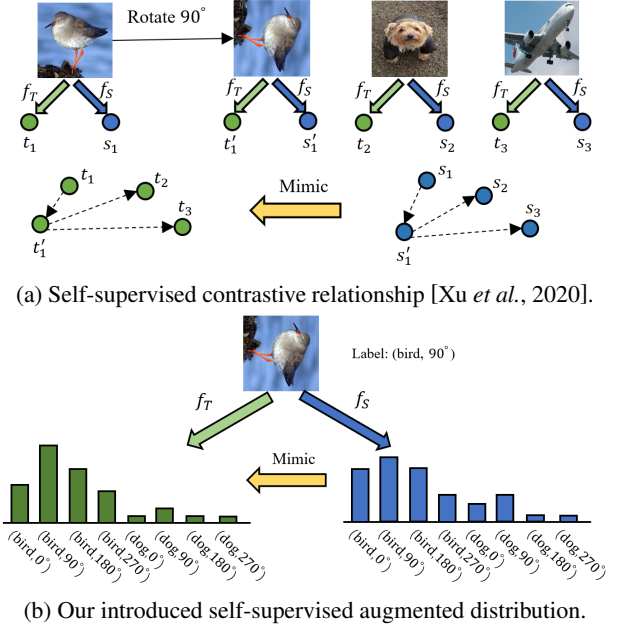 Rotate 90°
f_T f_S f_T f_S f_T f_S f_T f_S
t_1 s_1 t'_1 s'_1 t_2 s_2 t_3 s_3
t_1 t_2 t_3 t'_1
Mimic
s_1 s_2 s_3 s'_1
(a) Self-supervised contrastive relationship [Xu et al., 2020].
Label: (bird, 90°)
f_T f_S
Mimic
(bird,0°) (bird,90°) (bird,180°) (bird,270°) (dog,0°) (dog,90°) (dog,180°) (dog,270°)
(bird,0°) (bird,90°) (bird,180°) (bird,270°) (dog,0°) (dog,90°) (dog,180°) (dog,270°)
(b) Our introduced self-supervised augmented distribution.